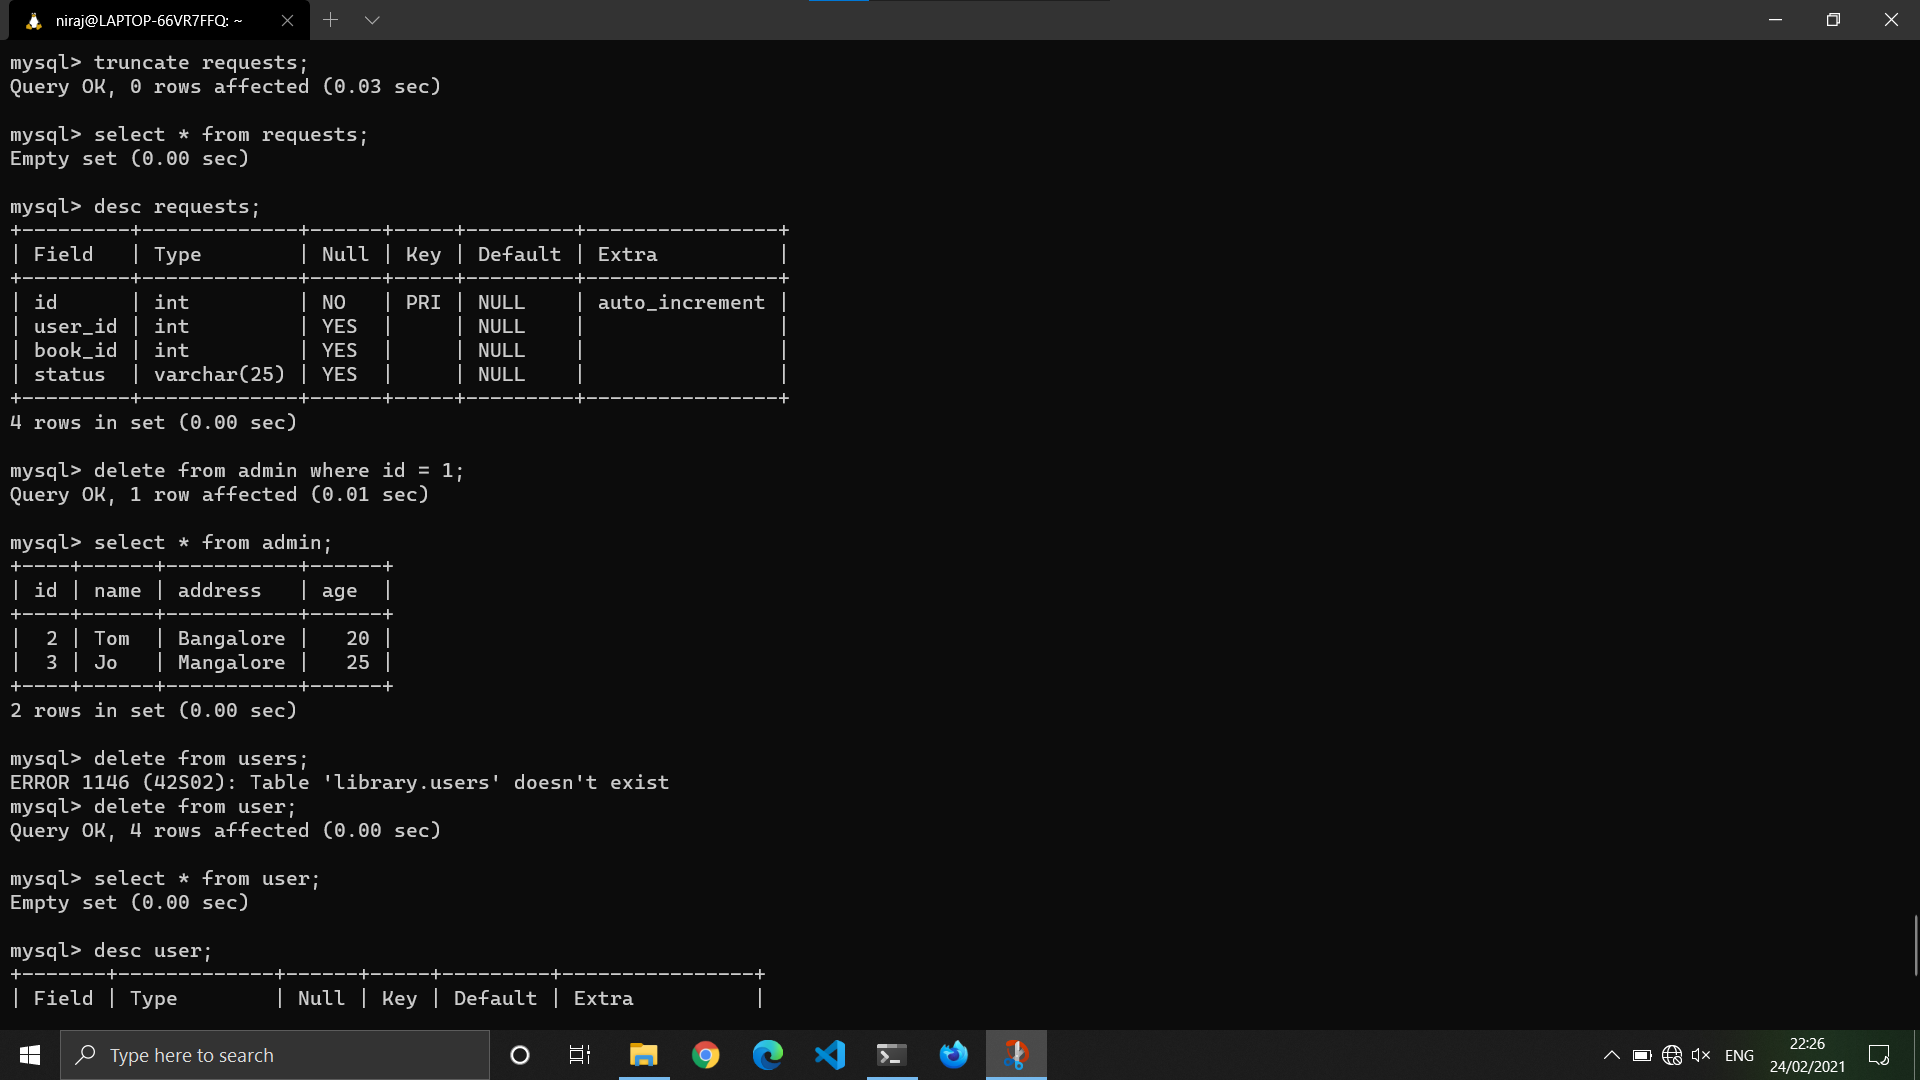 niraj@LAPTOP-66VR7FFQ: ~
mysql> truncate requests;
Query OK, 0 rows affected (0.03 sec)
mysql> select * from requests;
Empty set (0.00 sec)
mysql> desc requests;
+---------+-------------+------+-----+---------+----------------+
| Field   | Type        | Null | Key | Default | Extra          |
+---------+-------------+------+-----+---------+----------------+
| id      | int         | NO   | PRI | NULL    | auto_increment |
| user_id | int         | YES  |     | NULL    |                |
| book_id | int         | YES  |     | NULL    |                |
| status  | varchar(25) | YES  |     | NULL    |                |
+---------+-------------+------+-----+---------+----------------+
4 rows in set (0.00 sec)
mysql> delete from admin where id = 1;
Query OK, 1 row affected (0.01 sec)
mysql> select * from admin;
+----+------+-----------+------+
| id | name | address   | age  |
+----+------+-----------+------+
|  2 | Tom  | Bangalore |   20 |
|  3 | Jo   | Mangalore |   25 |
+----+------+-----------+------+
2 rows in set (0.00 sec)
mysql> delete from users;
ERROR 1146 (42S02): Table 'library.users' doesn't exist
mysql> delete from user;
Query OK, 4 rows affected (0.00 sec)
mysql> select * from user;
Empty set (0.00 sec)
mysql> desc user;
+-------+-------------+------+-----+---------+----------------+
| Field | Type        | Null | Key | Default | Extra          |
Type here to search
ENG
22:26
24/02/2021